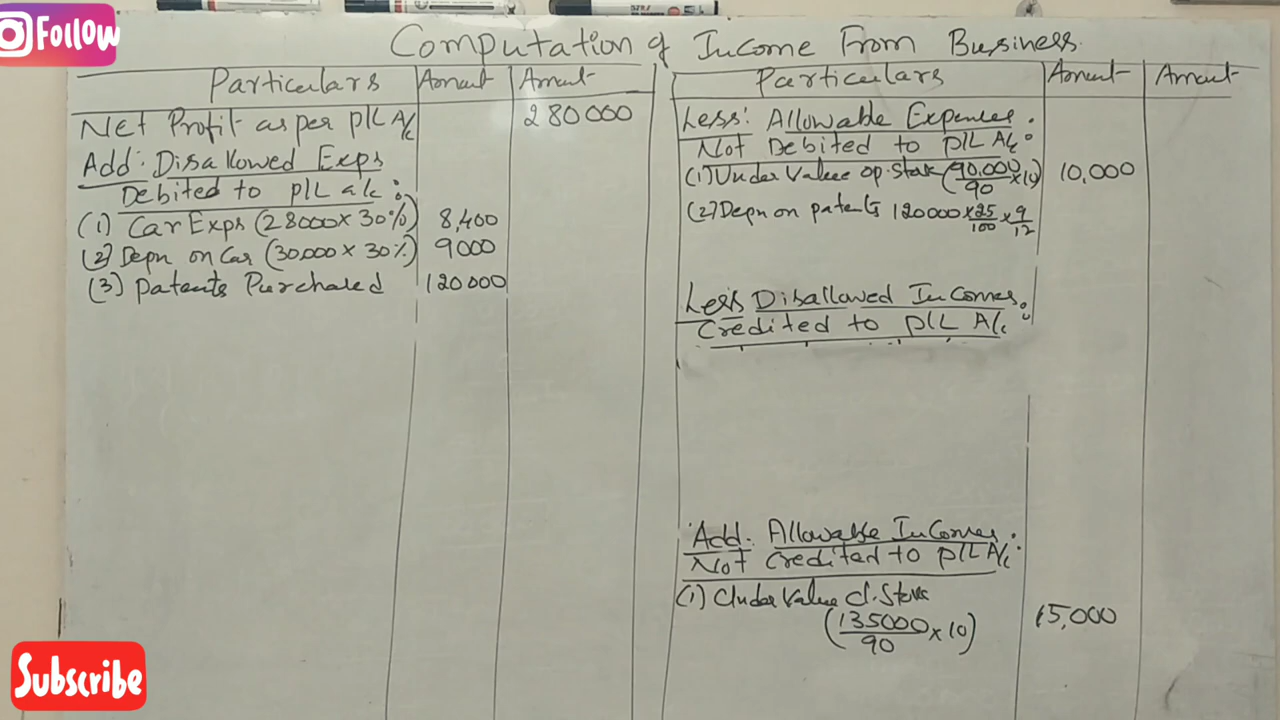 Follow
Computation of Income From Business.
Particulars Amount Amount
Net Profit as per P/L A/c 280000
Add: Disallowed Exps
Debited to P/L a/c:
(1) Car Exps (28000 x 30%) 8,400
(2) Depn on Car (30,000 x 30%) 9000
(3) Patents Purchased 120000
Particulars Amount Amount
Less: Allowable Expenses.
Not Debited to P/L A/c:
(1) Under Value op. Stock (90,000/90 x 10) 10,000
(2) Depn on patents 120000 x 25/100 x 9/12
Less Disallowed Incomes:
Credited to P/L A/c:
Add: Allowable Incomes:
Not Credited to P/L A/c
(1) Under Value cl. Stock
(135000/90 x 10) 15,000
Subscribe